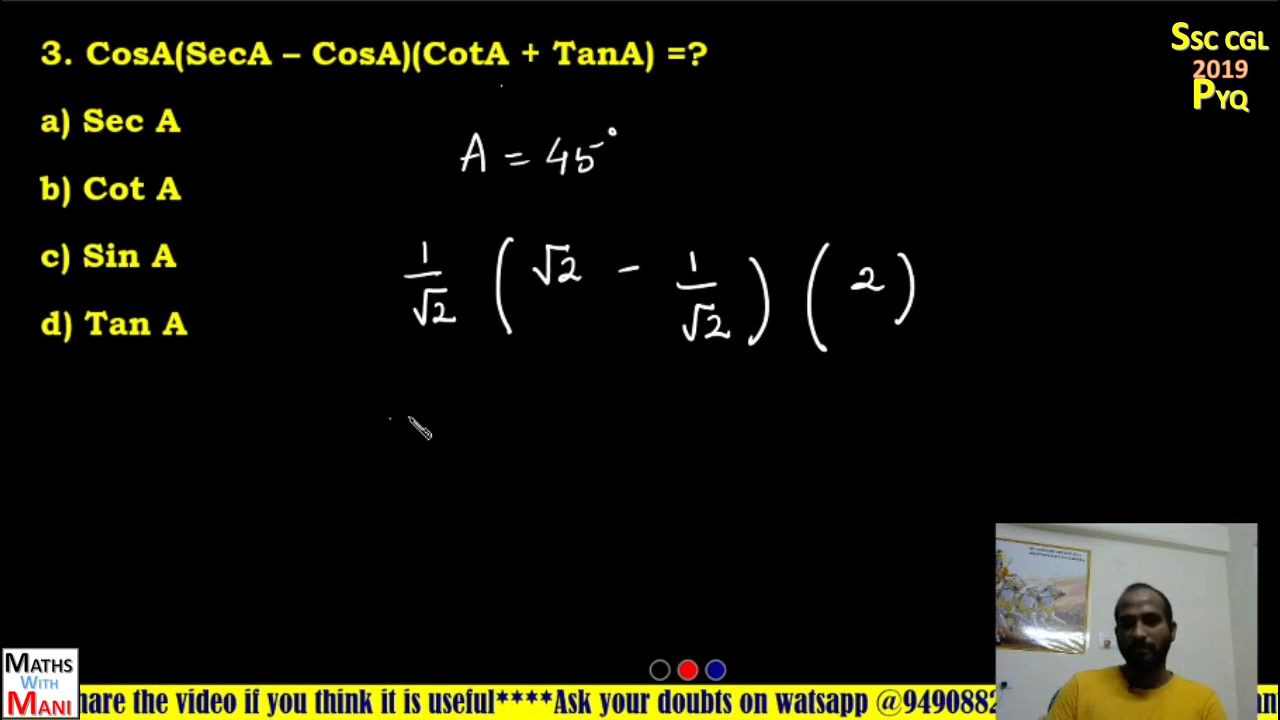 3. CosA(SecA – CosA)(CotA + TanA) =?
SSC CGL
2019
PYQ
a) Sec A
b) Cot A
c) Sin A
d) Tan A
A = 45°
1/√2 ( √2 - 1/√2 ) ( 2 )
MATHS
WITH
MANI
hare the video if you think it is useful****Ask your doubts on watsapp @9490882